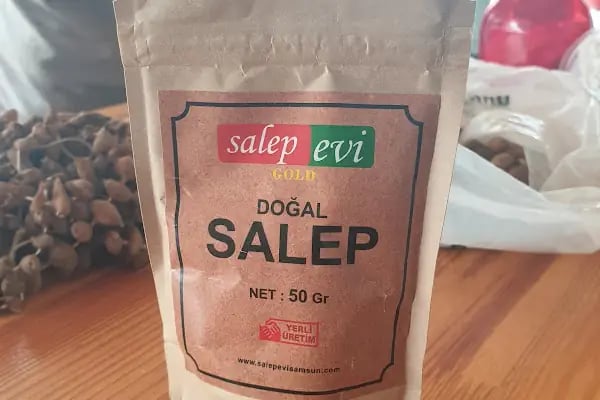 salep evi
GOLD
DOĞAL
SALEP
NET : 50 Gr
YERLİ
ÜRETİM
www.salepevisamsun.com